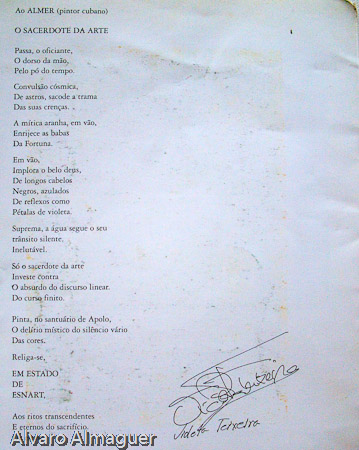 Ao ALMER (pintor cubano)
O SACERDOTE DA ARTE
Passa, o oficiante,
O dorso da mão,
Pelo pó do tempo.
Convulsão cósmica,
De astros, sacode a trama
Das suas crenças.
A mítica aranha, em vão,
Enrijece as babas
Da Fortuna.
Em vão,
Implora o belo deus,
De longos cabelos
Negros, azulados
De reflexos como
Pétalas de violeta.
Suprema, a água segue o seu
trânsito silente.
Inelutável.
Só o sacerdote da arte
Investe contra
O absurdo do discurso linear.
Do curso finito.
Pinta, no santuário de Apolo,
O delírio místico do silêncio vário
Das cores.
Religa-se,
EM ESTADO
DE
ESNART,
Aos ritos transcendentes
E eternos do sacrifício.
Teixeira
Alvaro Almaguer